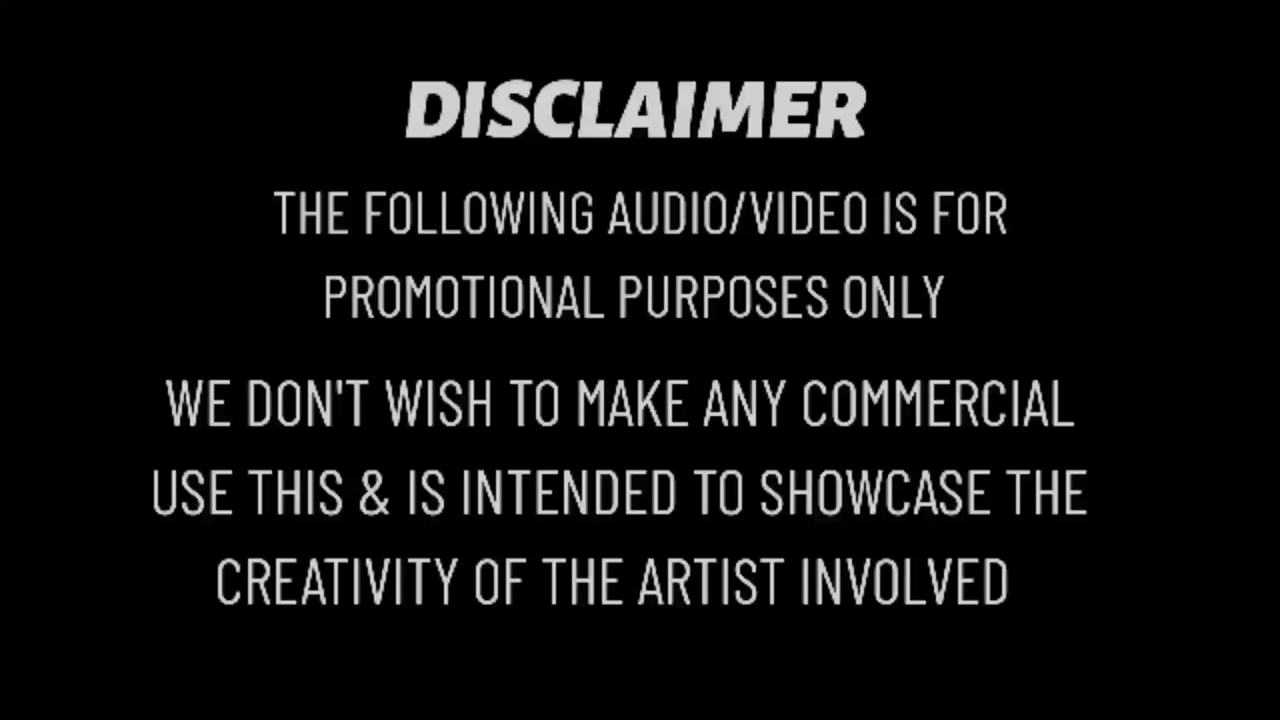 DISCLAIMER
THE FOLLOWING AUDIO/VIDEO IS FOR
PROMOTIONAL PURPOSES ONLY
WE DON'T WISH TO MAKE ANY COMMERCIAL
USE THIS & IS INTENDED TO SHOWCASE THE
CREATIVITY OF THE ARTIST INVOLVED